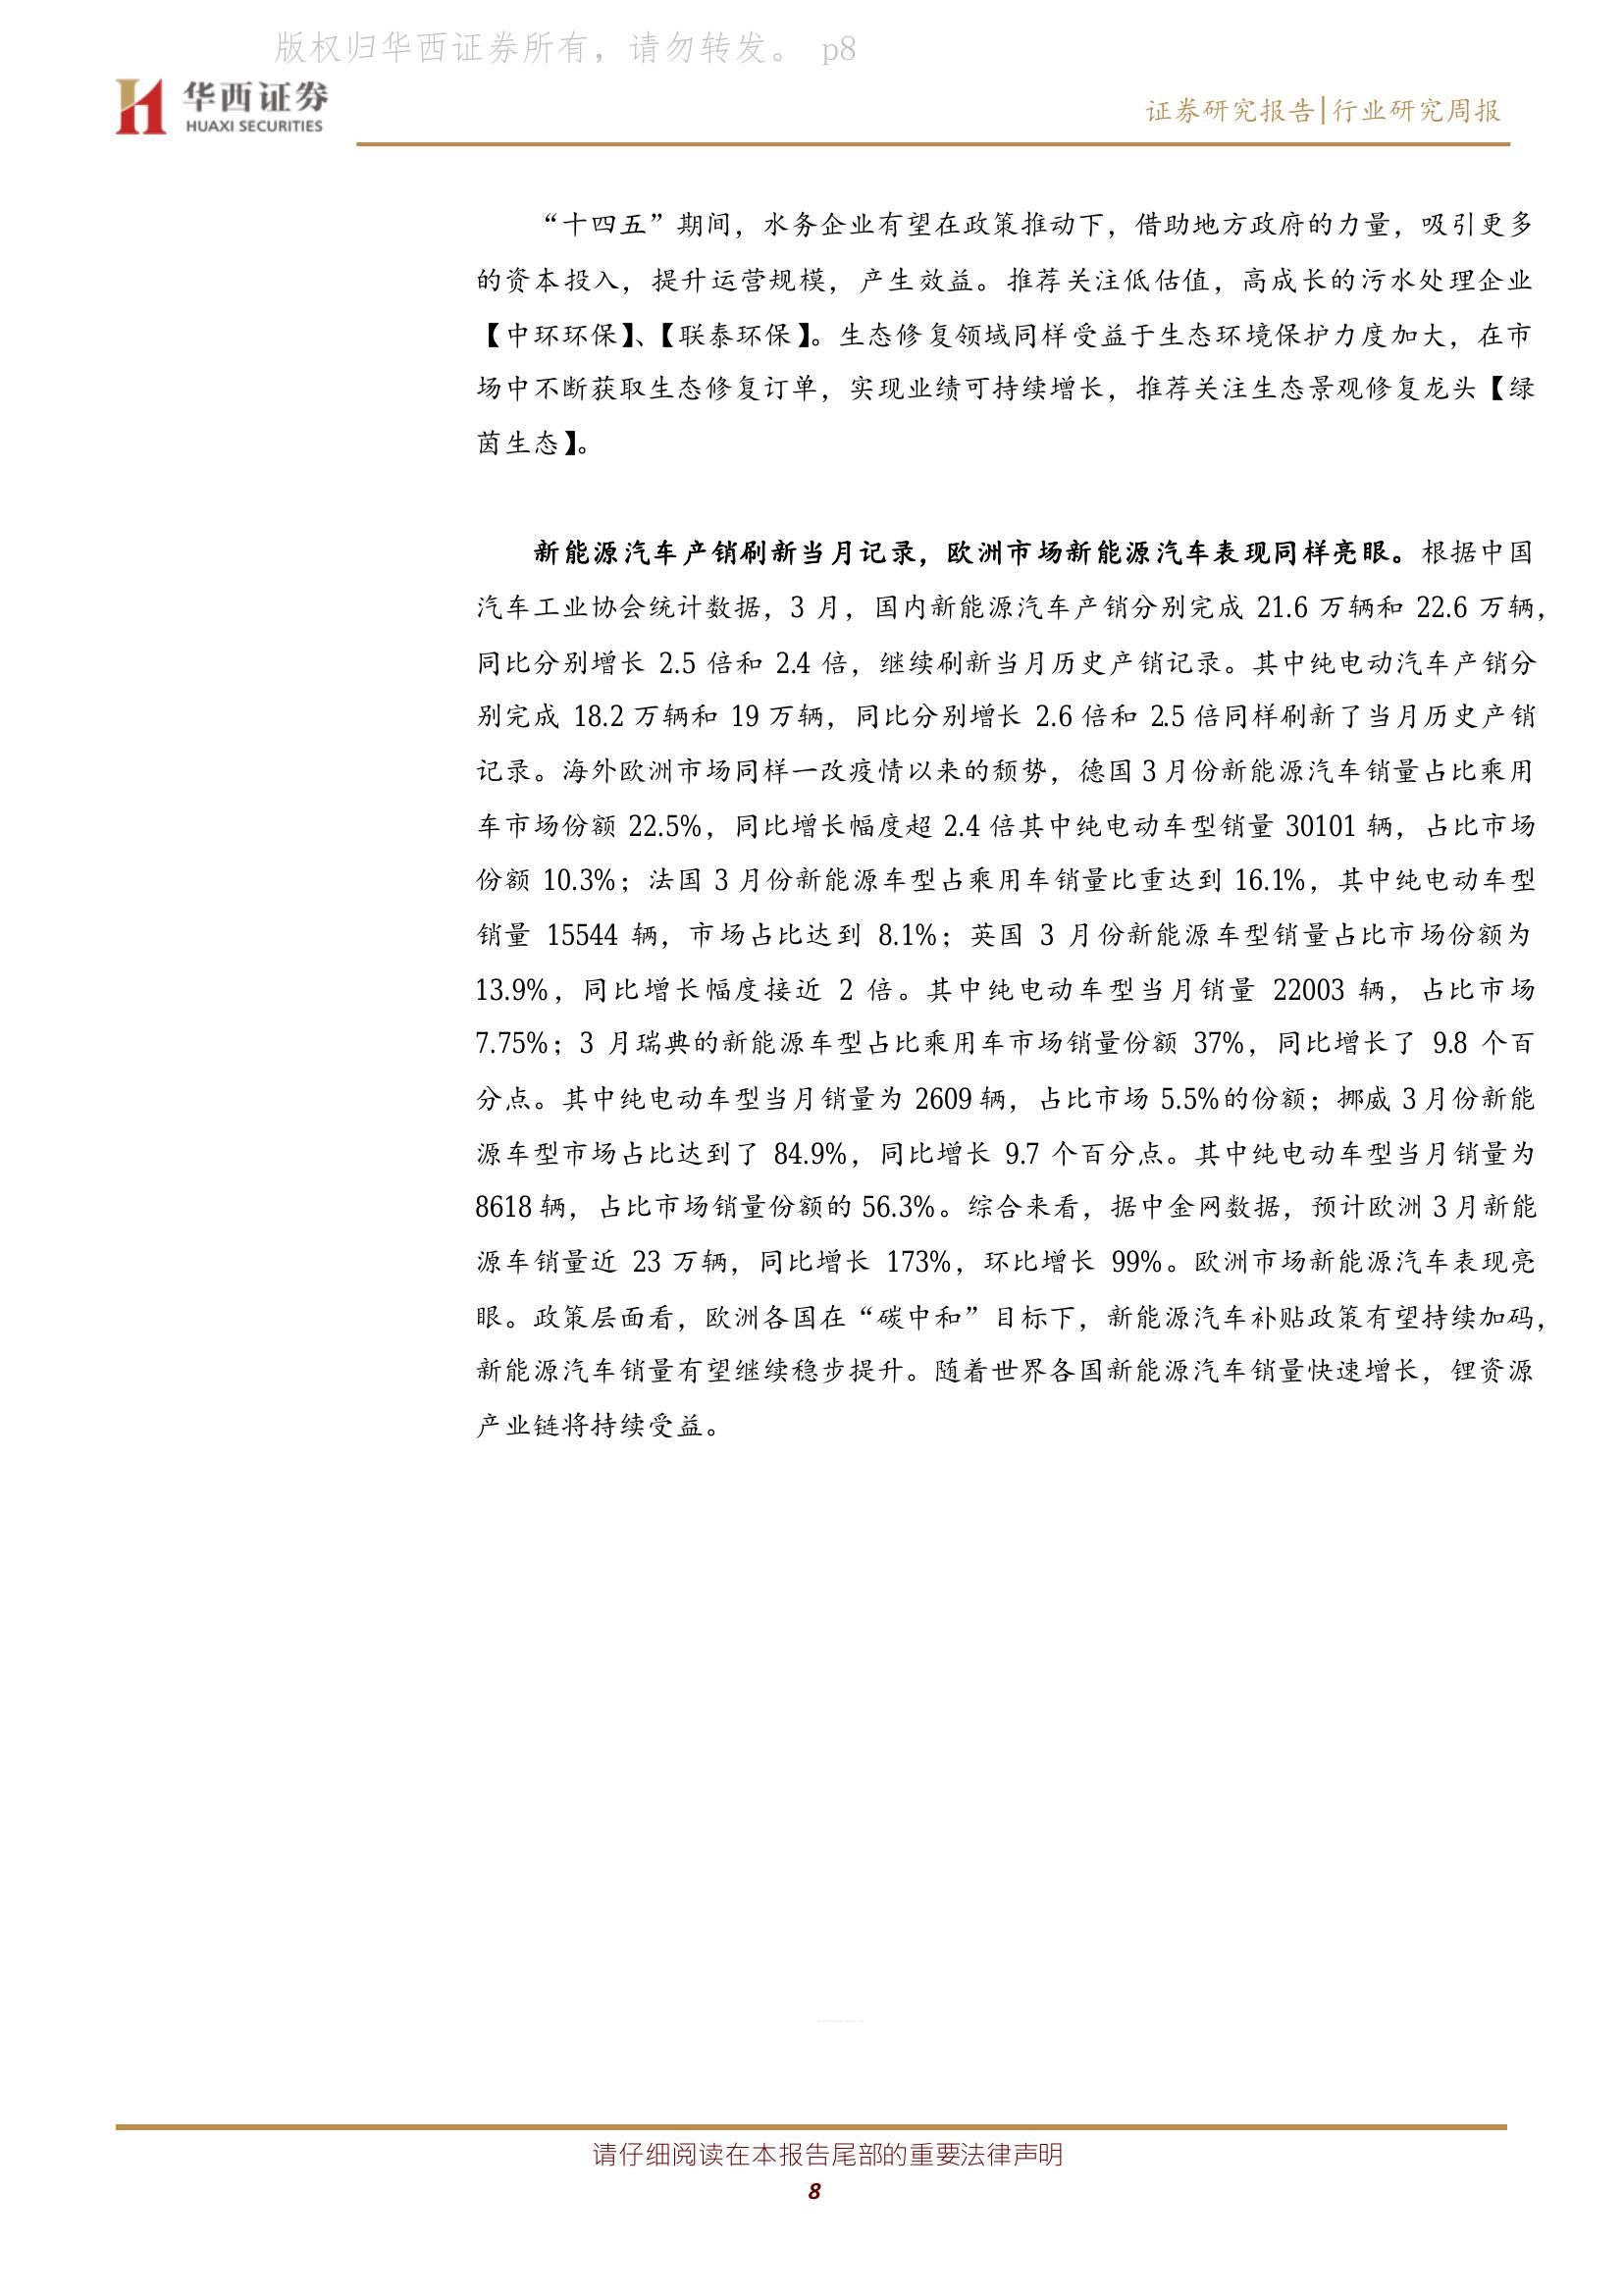 版权归华西证券所有，请勿转发。 p8
华西证券
HUAXI SECURITIES
证券研究报告|行业研究周报
“十四五”期间，水务企业有望在政策推动下，借助地方政府的力量，吸引更多
的资本投入，提升运营规模，产生效益。推荐关注低估值，高成长的污水处理企业
【中环环保】、【联泰环保】。生态修复领域同样受益于生态环境保护力度加大，在市
场中不断获取生态修复订单，实现业绩可持续增长，推荐关注生态景观修复龙头【绿
茵生态】。
新能源汽车产销刷新当月记录，欧洲市场新能源汽车表现同样亮眼。根据中国
汽车工业协会统计数据，3 月，国内新能源汽车产销分别完成 21.6 万辆和 22.6 万辆，
同比分别增长 2.5 倍和 2.4 倍，继续刷新当月历史产销记录。其中纯电动汽车产销分
别完成 18.2 万辆和 19 万辆，同比分别增长 2.6 倍和 2.5 倍同样刷新了当月历史产销
记录。海外欧洲市场同样一改疫情以来的颓势，德国 3 月份新能源汽车销量占比乘用
车市场份额 22.5%，同比增长幅度超 2.4 倍其中纯电动车型销量 30101 辆，占比市场
份额 10.3%；法国 3 月份新能源车型占乘用车销量比重达到 16.1%，其中纯电动车型
销量 15544 辆，市场占比达到 8.1%；英国 3 月份新能源车型销量占比市场份额为
13.9%，同比增长幅度接近 2 倍。其中纯电动车型当月销量 22003 辆，占比市场
7.75%；3 月瑞典的新能源车型占比乘用车市场销量份额 37%，同比增长了 9.8 个百
分点。其中纯电动车型当月销量为 2609 辆，占比市场 5.5%的份额；挪威 3 月份新能
源车型市场占比达到了 84.9%，同比增长 9.7 个百分点。其中纯电动车型当月销量为
8618 辆，占比市场销量份额的 56.3%。综合来看，据中金网数据，预计欧洲 3 月新能
源车销量近 23 万辆，同比增长 173%，环比增长 99%。欧洲市场新能源汽车表现亮
眼。政策层面看，欧洲各国在“碳中和”目标下，新能源汽车补贴政策有望持续加码，
新能源汽车销量有望继续稳步提升。随着世界各国新能源汽车销量快速增长，锂资源
产业链将持续受益。
请仔细阅读在本报告尾部的重要法律声明
8